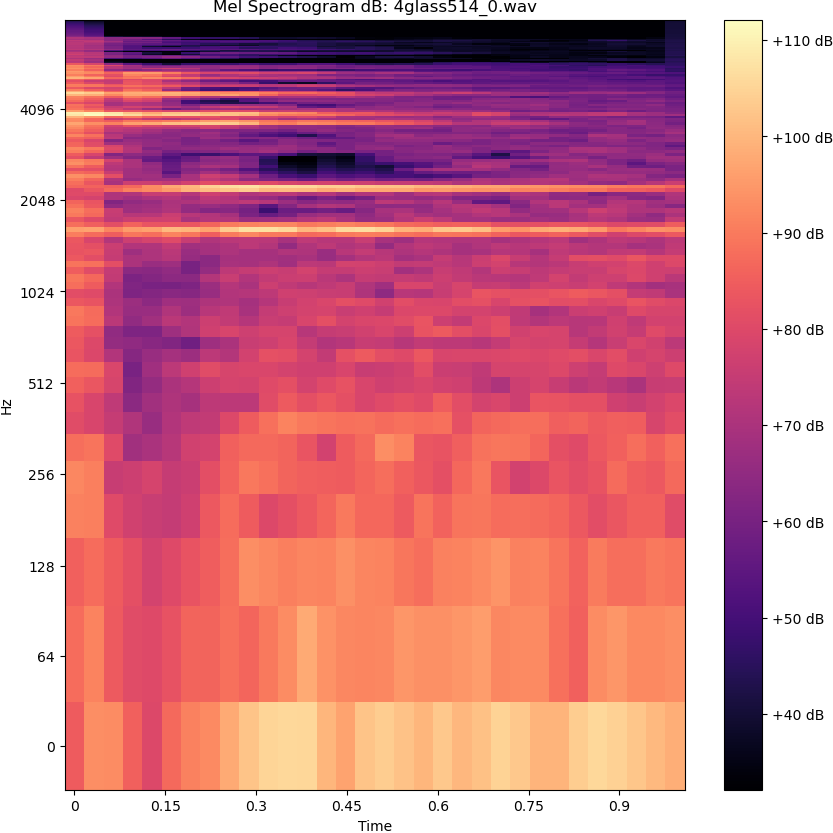 Mel Spectrogram dB: 4glass514_0.wav
+110 dB
+100 dB
+90 dB
+80 dB
+70 dB
+60 dB
+50 dB
+40 dB
4096
2048
1024
512
256
128
64
0
Hz
0 0.15 0.3 0.45 0.6 0.75 0.9
Time